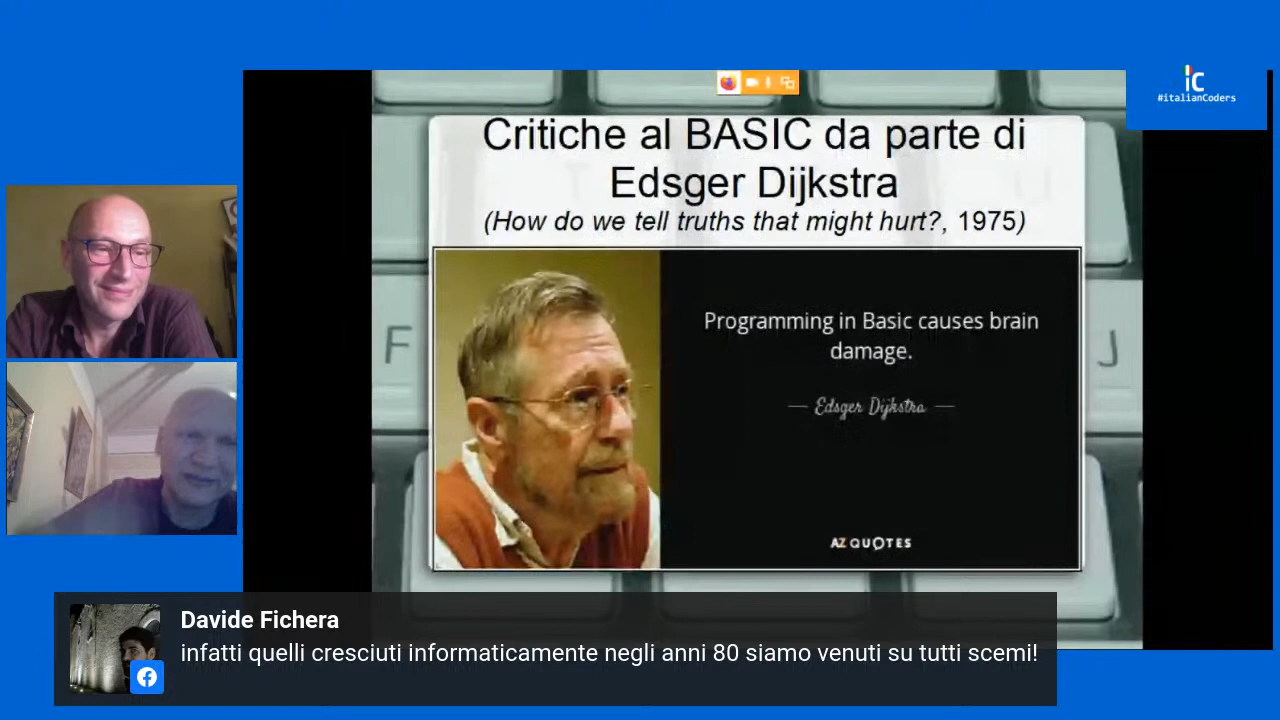 iC
#italianCoders
Critiche al BASIC da parte di
Edsger Dijkstra
(How do we tell truths that might hurt?, 1975)
F
J
Programming in Basic causes brain
damage.
— Edsger Dijkstra —
AZ QUOTES
Davide Fichera
infatti quelli cresciuti informaticamente negli anni 80 siamo venuti su tutti scemi!